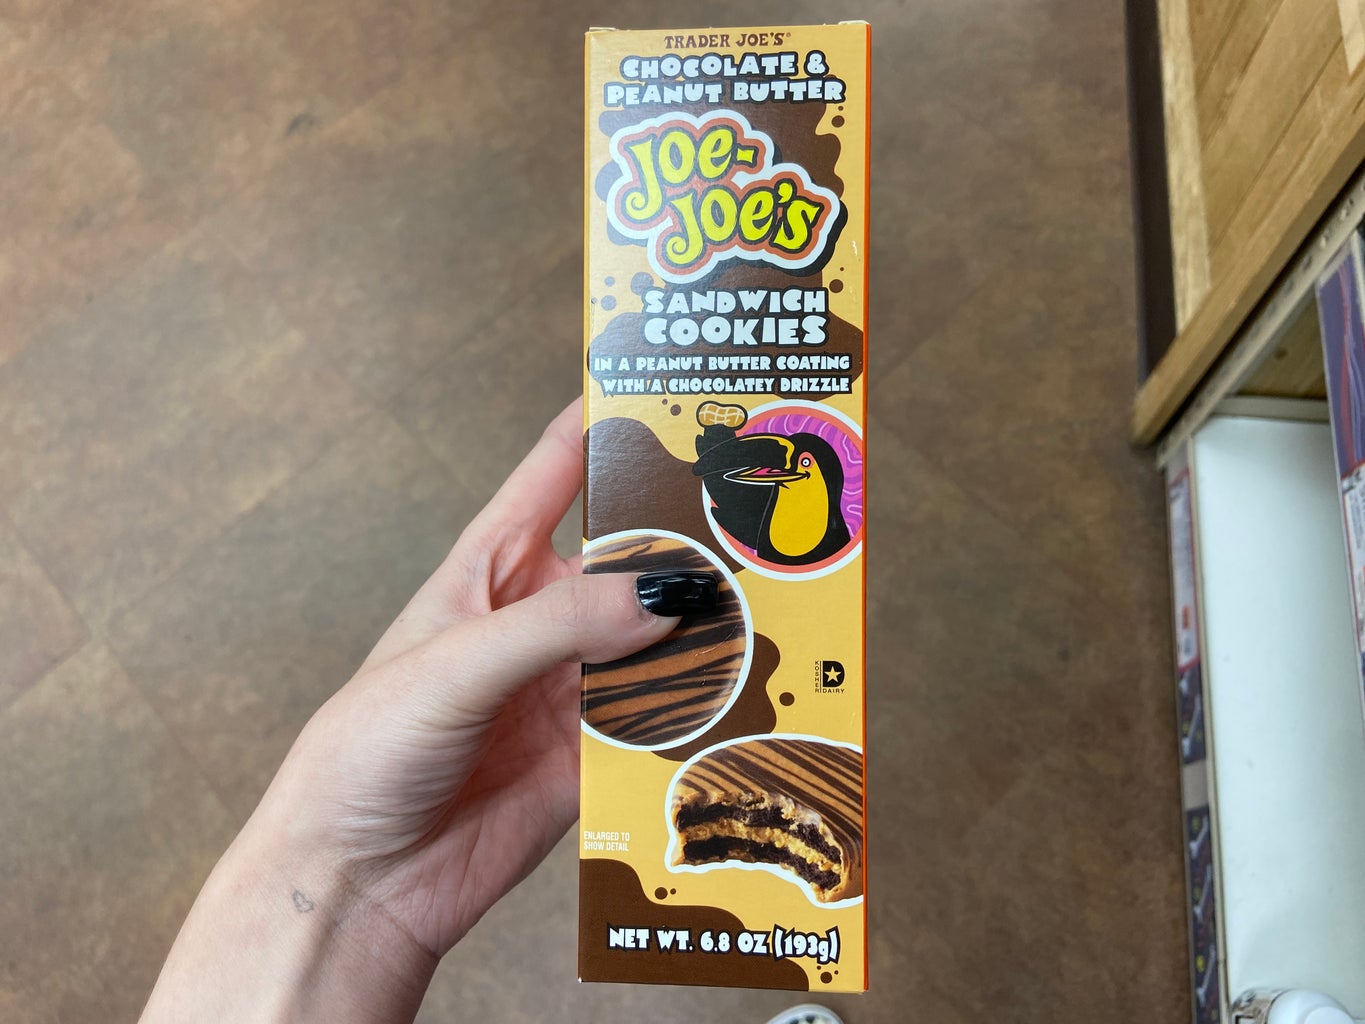 TRADER JOE'S®
CHOCOLATE &
PEANUT BUTTER
JOE-
JOE'S
SANDWICH
COOKIES
IN A PEANUT BUTTER COATING
WITH A CHOCOLATEY DRIZZLE
KOSHER
D
DAIRY
ENLARGED TO
SHOW DETAIL
NET WT. 6.8 OZ (193g)